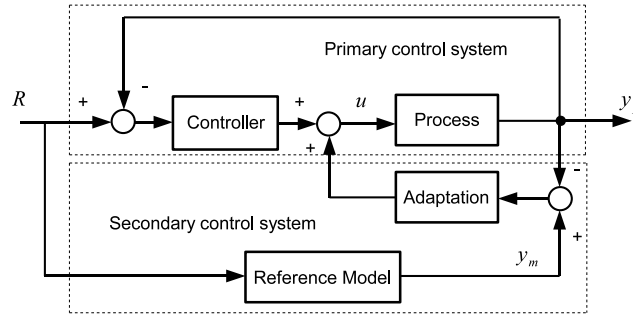 Primary control system
-
R
+
+
u
y
Controller
Process
+
-
Adaptation
Secondary control system
+
y_m
Reference Model